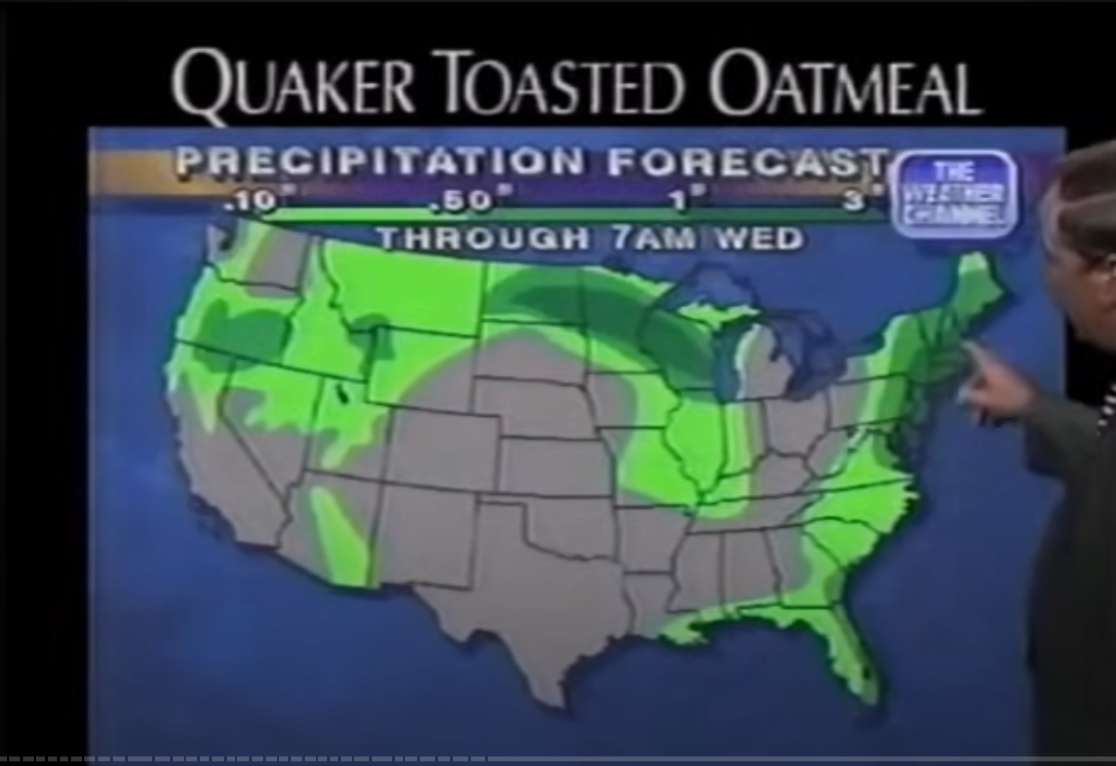 QUAKER TOASTED OATMEAL
PRECIPITATION FORECAST
.10" .50" 1" 3"
THROUGH 7AM WED
THE
WEATHER
CHANNEL